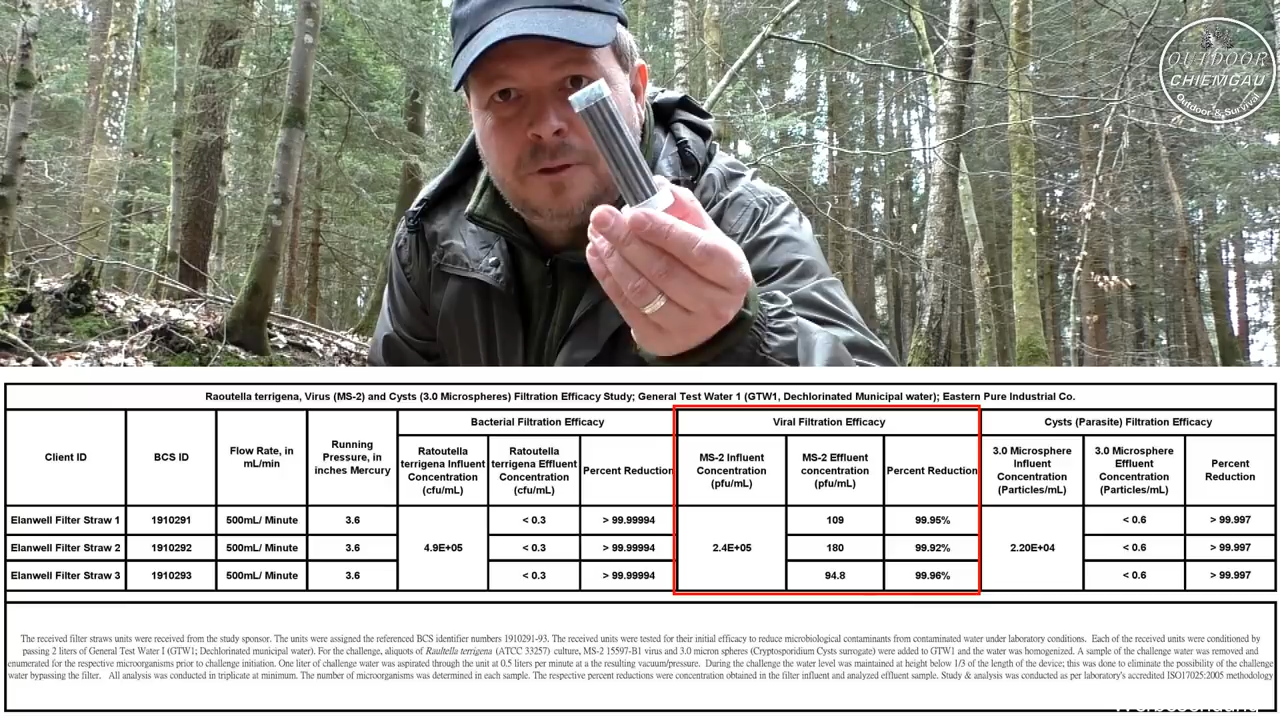 OUTDOOR
CHIEMGAU
Outdoor & Survival
Raoutella terrigena, Virus (MS-2) and Cysts (3.0 Microspheres) Filtration Efficacy Study; General Test Water 1 (GTW1, Dechlorinated Municipal water); Eastern Pure Industrial Co.
Client ID
BCS ID
Flow Rate, in
mL/min
Running
Pressure, in
inches Mercury
Bacterial Filtration Efficacy
Viral Filtration Efficacy
Cysts (Parasite) Filtration Efficacy
Ratoutella
terrigena Influent
Concentration
(cfu/mL)
Ratoutella
terrigena Effluent
Concentration
(cfu/mL)
Percent Reduction
MS-2 Influent
Concentration
(pfu/mL)
MS-2 Effluent
concentration
(pfu/mL)
Percent Reduction
3.0 Microsphere
Influent
Concentration
(Particles/mL)
3.0 Microsphere
Effluent
Concentration
(Particles/mL)
Percent
Reduction
Elanwell Filter Straw 1 1910291 500mL/ Minute 3.6 < 0.3 > 99.99994 109 99.95% < 0.6 > 99.997
Elanwell Filter Straw 2 1910292 500mL/ Minute 3.6 4.9E+05 < 0.3 > 99.99994 2.4E+05 180 99.92% 2.20E+04 < 0.6 > 99.997
Elanwell Filter Straw 3 1910293 500mL/ Minute 3.6 < 0.3 > 99.99994 94.8 99.96% < 0.6 > 99.997
The received filter straws units were received from the study sponsor. The units were assigned the referenced BCS identifier numbers 1910291-93. The received units were tested for their initial efficacy to reduce microbiological contaminants from contaminated water under laboratory conditions. Each of the received units were conditioned by
passing 2 liters of General Test Water I (GTW1; Dechlorinated municipal water). For the challenge, aliquots of Raultella terrigena (ATCC 33257) culture, MS-2 15597-B1 virus and 3.0 micron spheres (Cryptosporidium Cysts surrogate) were added to GTW1 and the water was homogenized. A sample of the challenge water was removed and
enumerated for the respective microorganisms prior to challenge initiation. One liter of challenge water was aspirated through the unit at 0.5 liters per minute at a the resulting vacuum/pressure. During the challenge the water level was maintained at height below 1/3 of the length of the device; this was done to eliminate the possibility of the challenge
water bypassing the filter. All analysis was conducted in triplicate at minimum. The number of microorganisms was determined in each sample. The respective percent reductions were concentration obtained in the filter influent and analyzed effluent sample. Study & analysis was conducted as per laboratory's accredited ISO17025:2005 methodology